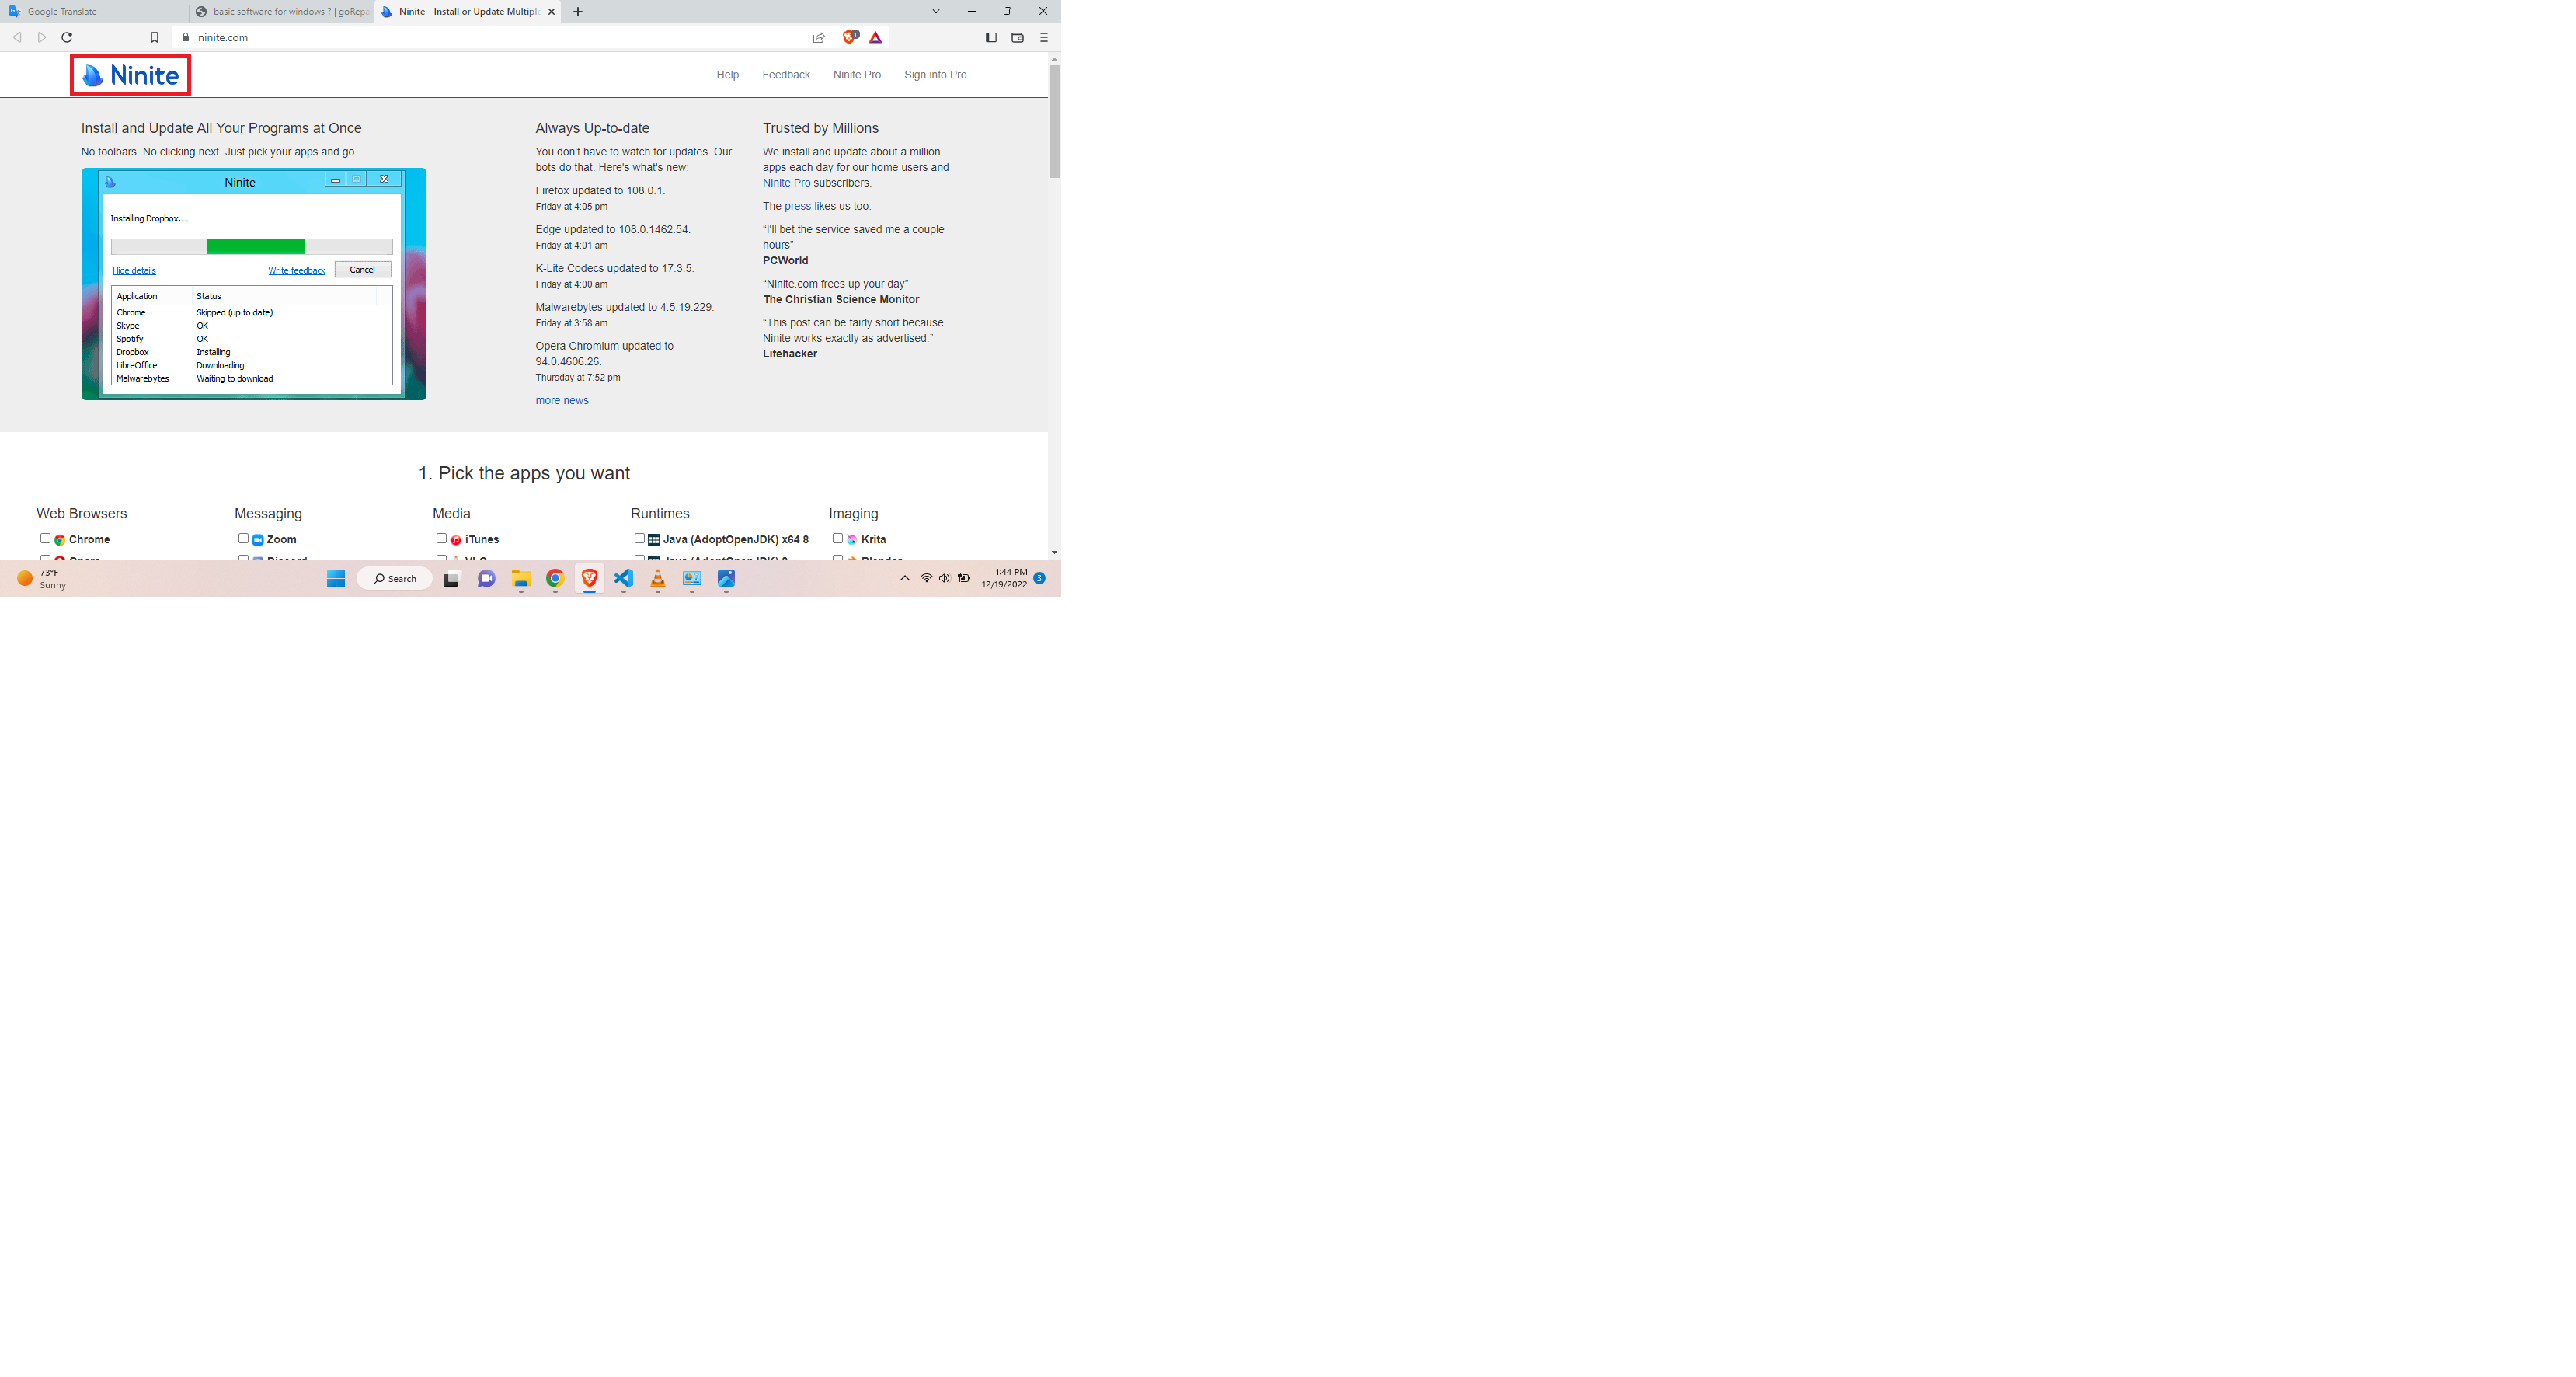 Google Translate
basic software for windows ? | goRepa
Ninite - Install or Update Multiple
ninite.com
1
Ninite
Help
Feedback
Ninite Pro
Sign into Pro
Install and Update All Your Programs at Once
No toolbars. No clicking next. Just pick your apps and go.
Ninite
Installing Dropbox...
Hide details
Write feedback
Cancel
Application Status
Chrome Skipped (up to date)
Skype OK
Spotify OK
Dropbox Installing
LibreOffice Downloading
Malwarebytes Waiting to download
Always Up-to-date
You don't have to watch for updates. Our
bots do that. Here's what's new:
Firefox updated to 108.0.1.
Friday at 4:05 pm
Edge updated to 108.0.1462.54.
Friday at 4:01 am
K-Lite Codecs updated to 17.3.5.
Friday at 4:00 am
Malwarebytes updated to 4.5.19.229.
Friday at 3:58 am
Opera Chromium updated to
94.0.4606.26.
Thursday at 7:52 pm
more news
Trusted by Millions
We install and update about a million
apps each day for our home users and
Ninite Pro subscribers.
The press likes us too:
“I'll bet the service saved me a couple
hours”
PCWorld
“Ninite.com frees up your day”
The Christian Science Monitor
“This post can be fairly short because
Ninite works exactly as advertised.”
Lifehacker
1. Pick the apps you want
Web Browsers
Chrome
Messaging
Zoom
Media
iTunes
Runtimes
Java (AdoptOpenJDK) x64 8
Imaging
Krita
73°F
Sunny
Search
1:44 PM
12/19/2022
3